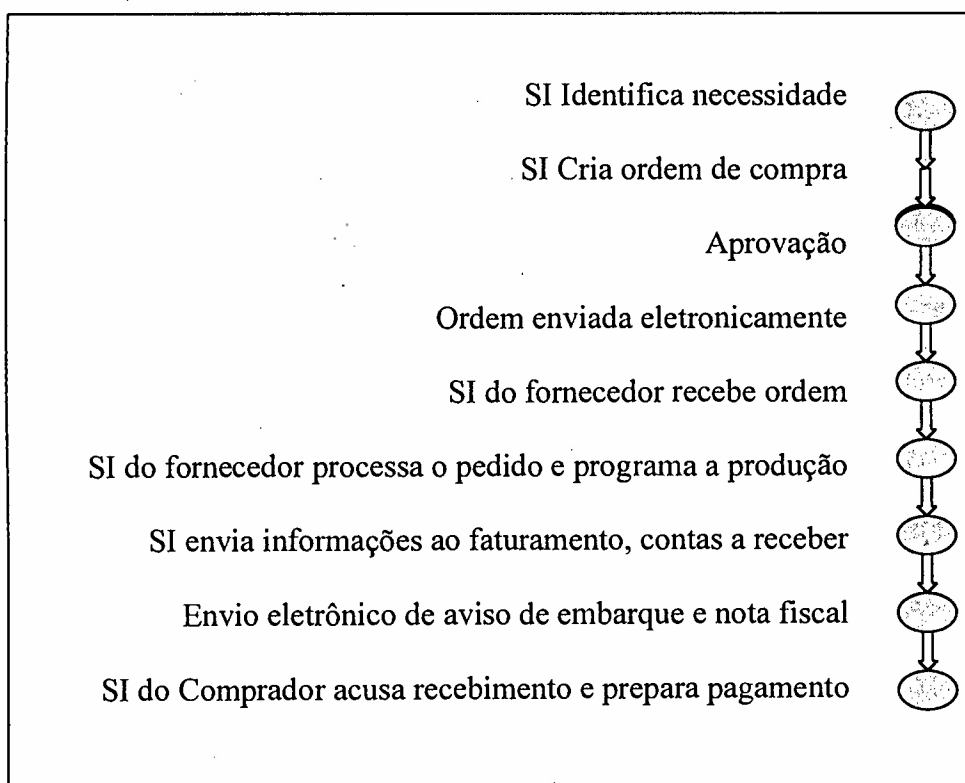 SI Identifica necessidade
SI Cria ordem de compra
Aprovação
Ordem enviada eletronicamente
SI do fornecedor recebe ordem
SI do fornecedor processa o pedido e programa a produção
SI envia informações ao faturamento, contas a receber
Envio eletrônico de aviso de embarque e nota fiscal
SI do Comprador acusa recebimento e prepara pagamento